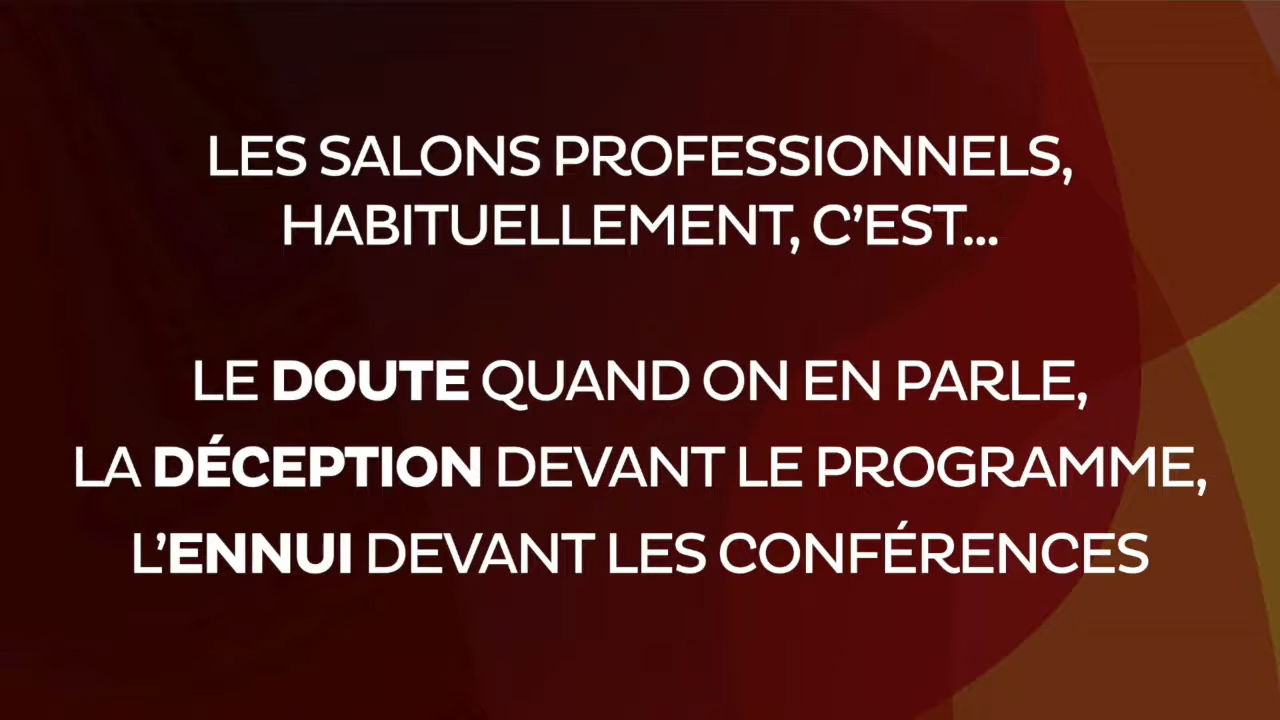 LES SALONS PROFESSIONNELS,
HABITUELLEMENT, C’EST...
LE DOUTE QUAND ON EN PARLE,
LA DÉCEPTION DEVANT LE PROGRAMME,
L’ENNUI DEVANT LES CONFÉRENCES